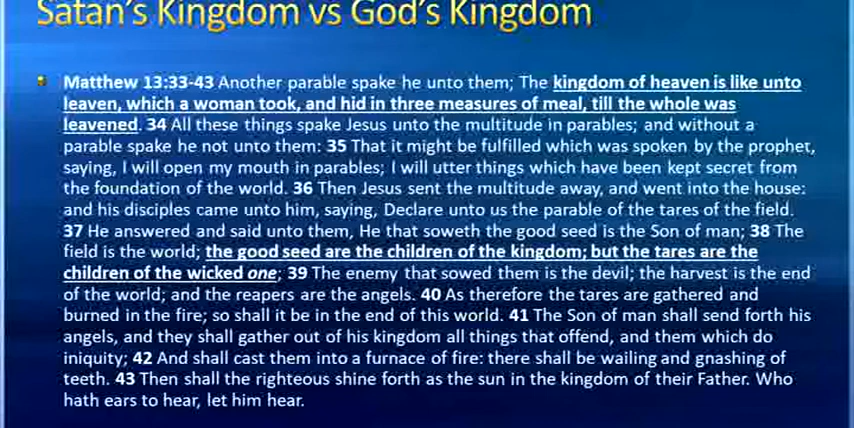 Satan's Kingdom vs God's Kingdom
Matthew 13:33-43 Another parable spake he unto them; The kingdom of heaven is like unto
leaven, which a woman took, and hid in three measures of meal, till the whole was
leavened. 34 All these things spake Jesus unto the multitude in parables; and without a
parable spake he not unto them: 35 That it might be fulfilled which was spoken by the prophet,
saying, I will open my mouth in parables; I will utter things which have been kept secret from
the foundation of the world. 36 Then Jesus sent the multitude away, and went into the house:
and his disciples came unto him, saying, Declare unto us the parable of the tares of the field.
37 He answered and said unto them, He that soweth the good seed is the Son of man; 38 The
field is the world; the good seed are the children of the kingdom; but the tares are the
children of the wicked one; 39 The enemy that sowed them is the devil; the harvest is the end
of the world; and the reapers are the angels. 40 As therefore the tares are gathered and
burned in the fire; so shall it be in the end of this world. 41 The Son of man shall send forth his
angels, and they shall gather out of his kingdom all things that offend, and them which do
iniquity; 42 And shall cast them into a furnace of fire: there shall be wailing and gnashing of
teeth. 43 Then shall the righteous shine forth as the sun in the kingdom of their Father. Who
hath ears to hear, let him hear.